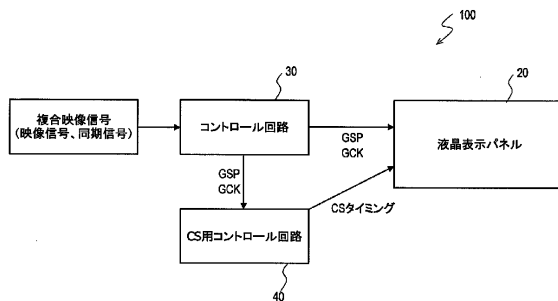 100
30
20
複合映像信号
(映像信号、同期信号)
コントロール回路
GSP
GCK
液晶表示パネル
GSP
GCK
CSタイミング
CS用コントロール回路
40